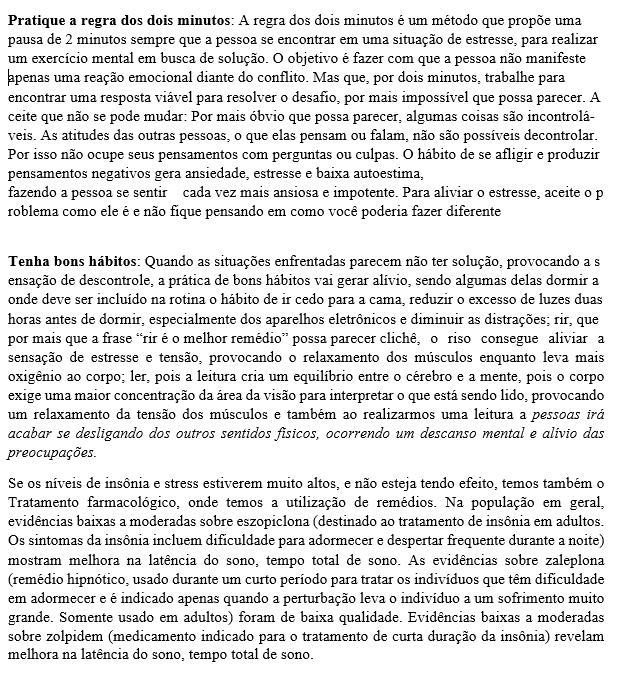 Pratique a regra dos dois minutos: A regra dos dois minutos é um método que propõe uma
pausa de 2 minutos sempre que a pessoa se encontrar em uma situação de estresse, para realizar
um exercício mental em busca de solução. O objetivo é fazer com que a pessoa não manifeste
apenas uma reação emocional diante do conflito. Mas que, por dois minutos, trabalhe para
encontrar uma resposta viável para resolver o desafio, por mais impossível que possa parecer. A
ceite que não se pode mudar: Por mais óbvio que possa parecer, algumas coisas são incontrolá-
veis. As atitudes das outras pessoas, o que elas pensam ou falam, não são possíveis decontrolar.
Por isso não ocupe seus pensamentos com perguntas ou culpas. O hábito de se afligir e produzir
pensamentos negativos gera ansiedade, estresse e baixa autoestima,
fazendo a pessoa se sentir cada vez mais ansiosa e impotente. Para aliviar o estresse, aceite o p
roblema como ele é e não fique pensando em como você poderia fazer diferente
Tenha bons hábitos: Quando as situações enfrentadas parecem não ter solução, provocando a s
ensação de descontrole, a prática de bons hábitos vai gerar alívio, sendo algumas delas dormir a
onde deve ser incluído na rotina o hábito de ir cedo para a cama, reduzir o excesso de luzes duas
horas antes de dormir, especialmente dos aparelhos eletrônicos e diminuir as distrações; rir, que
por mais que a frase “rir é o melhor remédio” possa parecer clichê, o riso consegue aliviar a
sensação de estresse e tensão, provocando o relaxamento dos músculos enquanto leva mais
oxigênio ao corpo; ler, pois a leitura cria um equilíbrio entre o cérebro e a mente, pois o corpo
exige uma maior concentração da área da visão para interpretar o que está sendo lido, provocando
um relaxamento da tensão dos músculos e também ao realizarmos uma leitura a pessoas irá
acabar se desligando dos outros sentidos físicos, ocorrendo um descanso mental e alívio das
preocupações.
Se os níveis de insônia e stress estiverem muito altos, e não esteja tendo efeito, temos também o
Tratamento farmacológico, onde temos a utilização de remédios. Na população em geral,
evidências baixas a moderadas sobre eszopiclona (destinado ao tratamento de insônia em adultos.
Os sintomas da insônia incluem dificuldade para adormecer e despertar frequente durante a noite)
mostram melhora na latência do sono, tempo total de sono. As evidências sobre zaleplona
(remédio hipnótico, usado durante um curto período para tratar os indivíduos que têm dificuldade
em adormecer e é indicado apenas quando a perturbação leva o indivíduo a um sofrimento muito
grande. Somente usado em adultos) foram de baixa qualidade. Evidências baixas a moderadas
sobre zolpidem (medicamento indicado para o tratamento de curta duração da insônia) revelam
melhora na latência do sono, tempo total de sono.